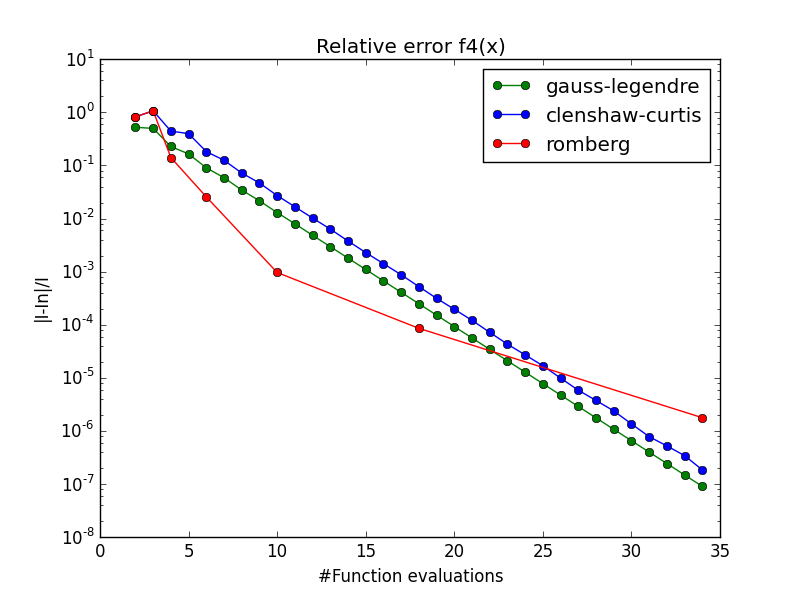 Relative error f4(x)
gauss-legendre
clenshaw-curtis
romberg
10^1
10^0
10^-1
10^-2
10^-3
10^-4
10^-5
10^-6
10^-7
10^-8
|I-In|/I
0 5 10 15 20 25 30 35
#Function evaluations